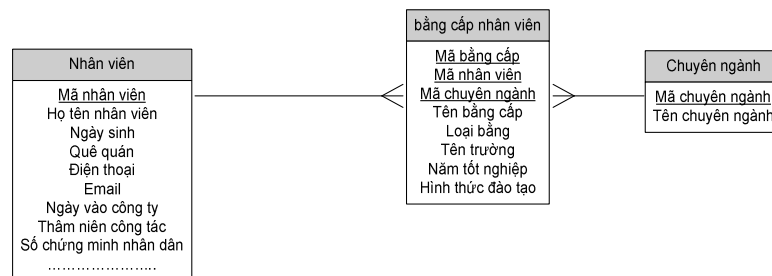 Nhân viên
Mã nhân viên
Họ tên nhân viên
Ngày sinh
Quê quán
Điện thoại
Email
Ngày vào công ty
Thâm niên công tác
Số chứng minh nhân dân
…………………..
bằng cấp nhân viên
Mã bằng cấp
Mã nhân viên
Mã chuyên ngành
Tên bằng cấp
Loại bằng
Tên trường
Năm tốt nghiệp
Hình thức đào tạo
Chuyên ngành
Mã chuyên ngành
Tên chuyên ngành